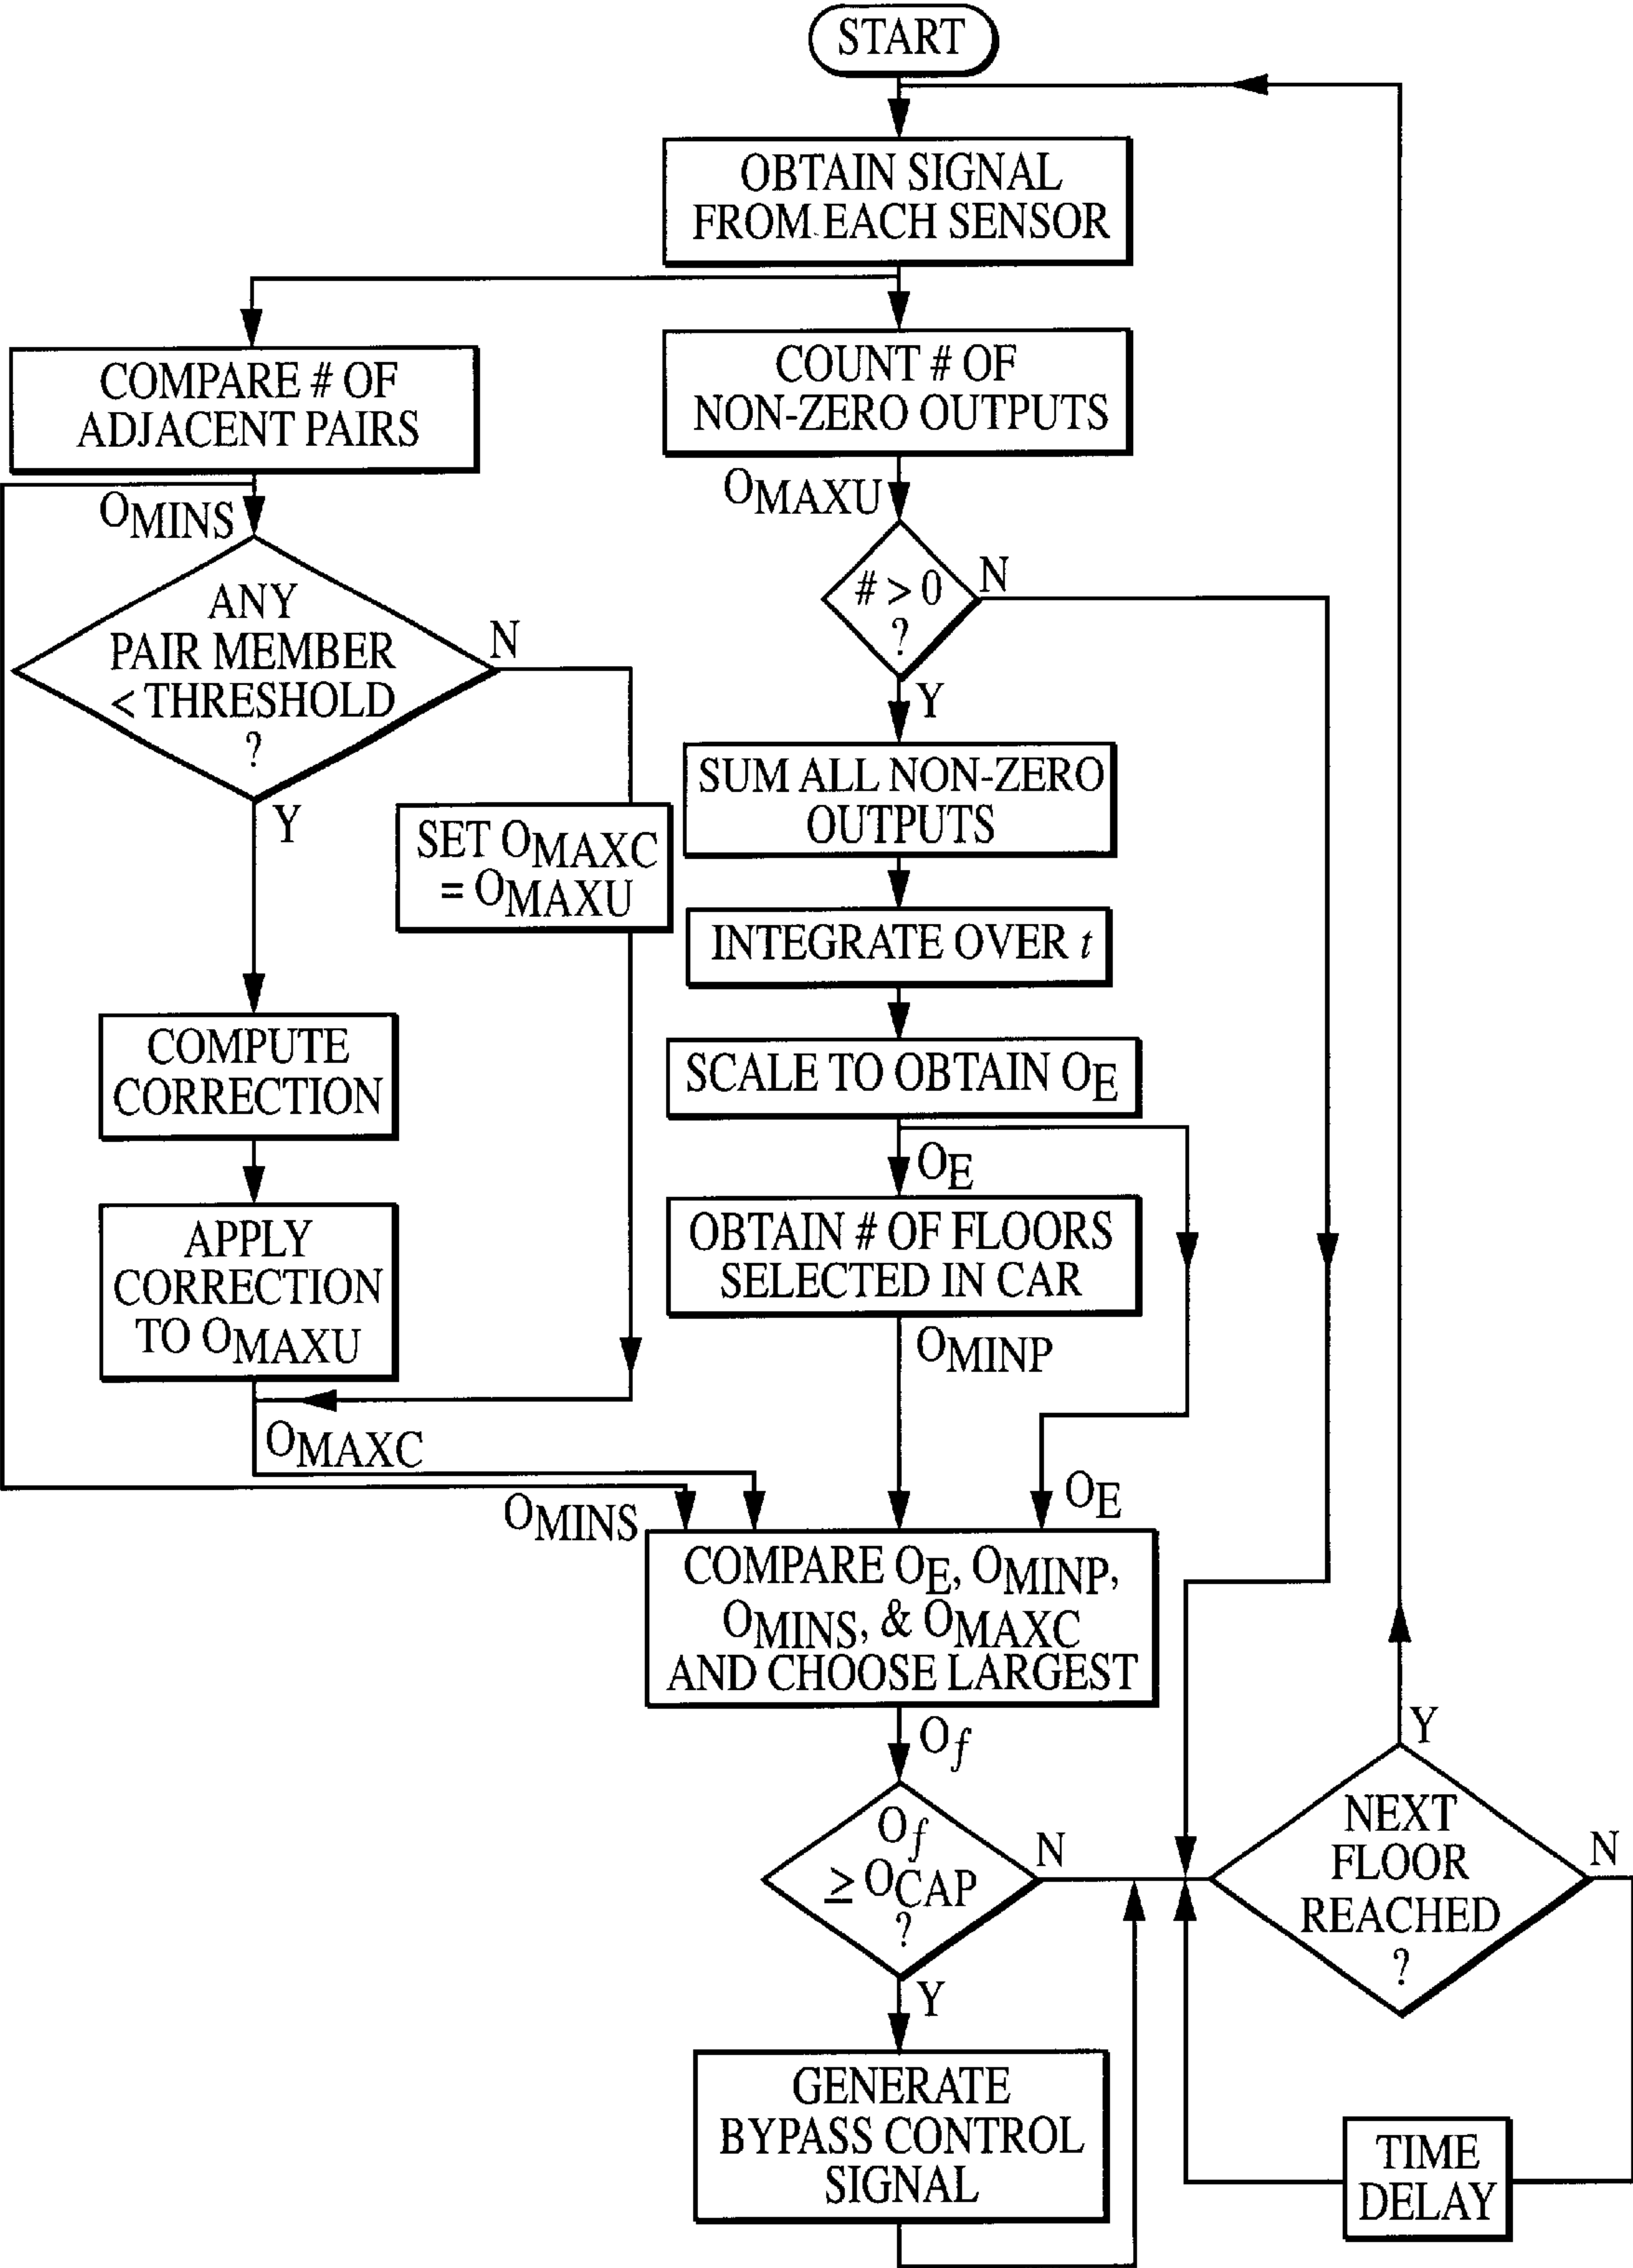 START
OBTAIN SIGNAL
FROM EACH SENSOR
COMPARE # OF
ADJACENT PAIRS
COUNT # OF
NON-ZERO OUTPUTS
OMINS
OMAXU
ANY
PAIR MEMBER
< THRESHOLD
?
N
Y
# > 0
?
N
Y
SET OMAXC
= OMAXU
SUM ALL NON-ZERO
OUTPUTS
INTEGRATE OVER t
COMPUTE
CORRECTION
SCALE TO OBTAIN OE
OE
APPLY
CORRECTION
TO OMAXU
OBTAIN # OF FLOORS
SELECTED IN CAR
OMINP
OMAXC
OMINS
OE
COMPARE OE, OMINP,
OMINS, & OMAXC
AND CHOOSE LARGEST
Of
Of
≥ OCAP
?
N
Y
NEXT
FLOOR
REACHED
?
Y
N
GENERATE
BYPASS CONTROL
SIGNAL
TIME
DELAY